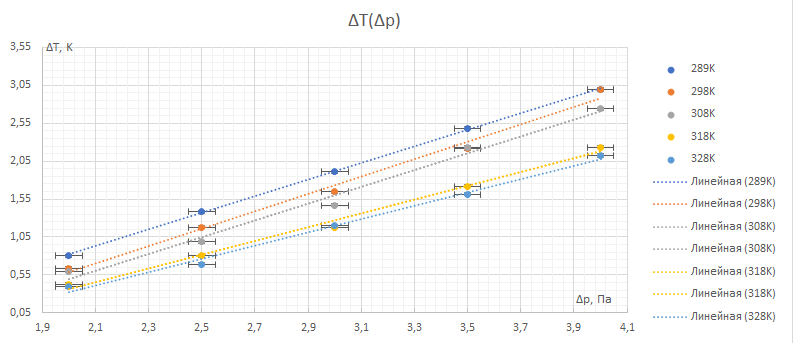 ΔT(Δp)
ΔT, K
3,55
3,05
2,55
2,05
1,55
1,05
0,55
0,05
Δp, Па
1,9
2,1
2,3
2,5
2,7
2,9
3,1
3,3
3,5
3,7
3,9
4,1
289K
298K
308K
318K
328K
Линейная (289K)
Линейная (298K)
Линейная (308K)
Линейная (308K)
Линейная (318K)
Линейная (318K)
Линейная (328K)